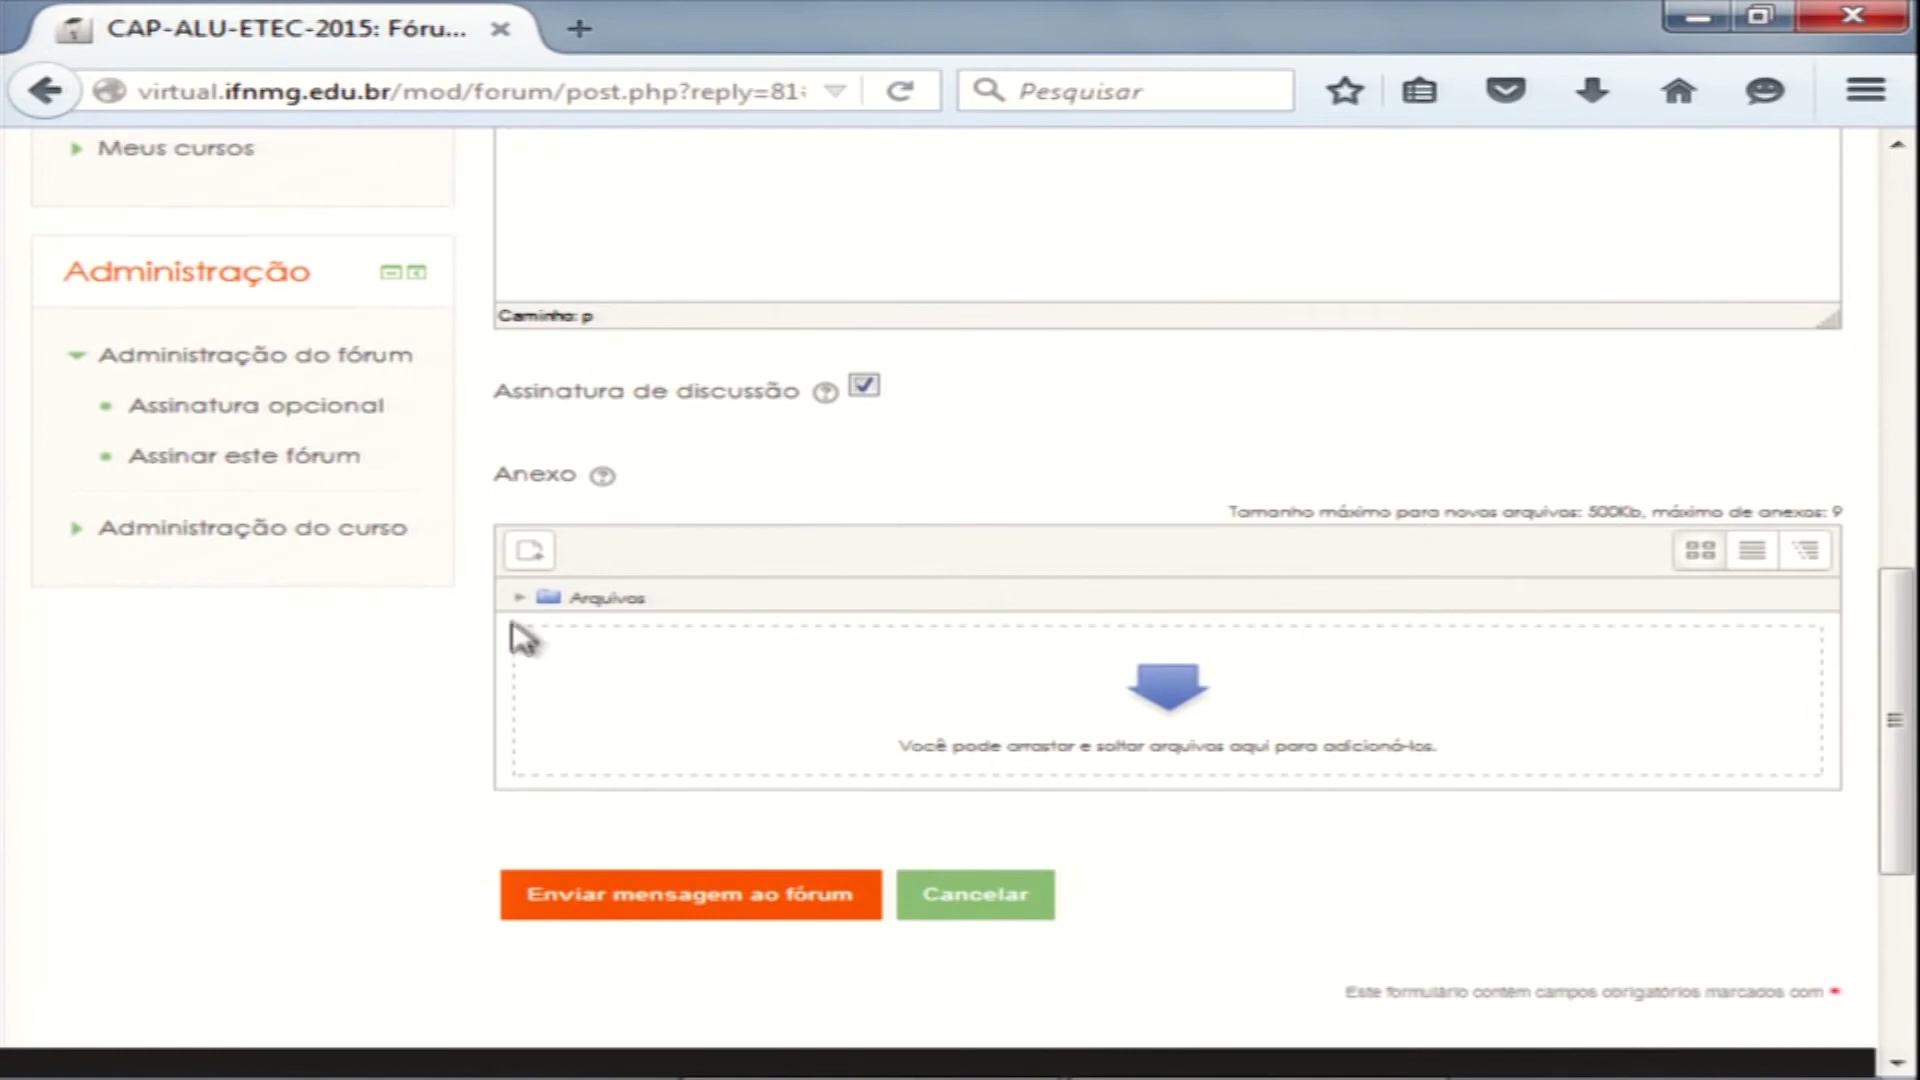 CAP-ALU-ETEC-2015: Fóru...
virtual.ifnmg.edu.br/mod/forum/post.php?reply=81
Pesquisar
Meus cursos
Administração
Administração do fórum
Assinatura opcional
Assinar este fórum
Administração do curso
Caminho: p
Assinatura de discussão
Anexo
Tamanho máximo para novos arquivos: 500Kb, máximo de anexos: 9
Arquivos
Você pode arrastar e soltar arquivos aqui para adicioná-los.
Enviar mensagem ao fórum
Cancelar
Este formulário contém campos obrigatórios marcados com *